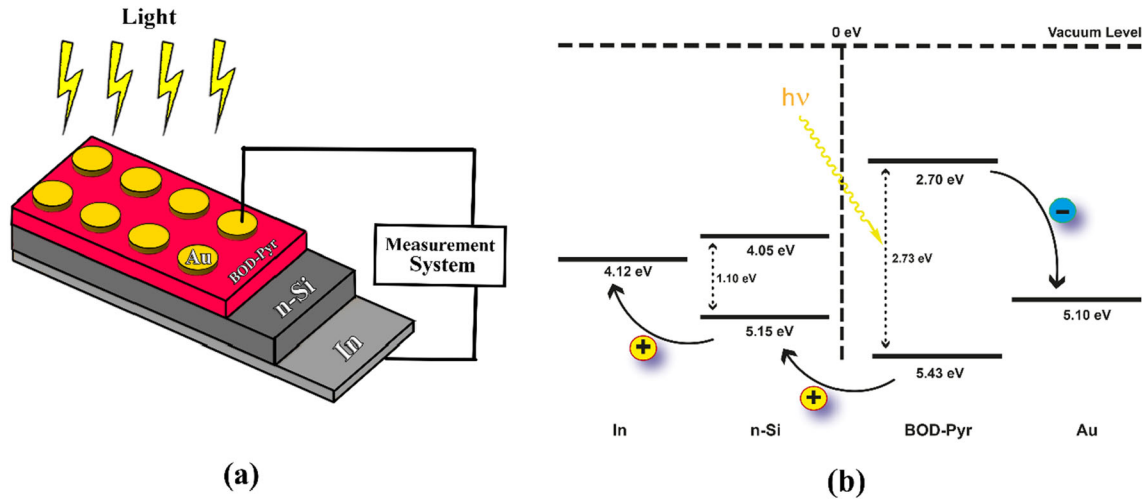 Light
Au
BOD-Pyr
n-Si
In
Measurement
System
(a)
0 eV
Vacuum Level
hν
2.70 eV
4.05 eV
4.12 eV
1.10 eV
2.73 eV
5.15 eV
5.10 eV
5.43 eV
+
+
−
In
n-Si
BOD-Pyr
Au
(b)